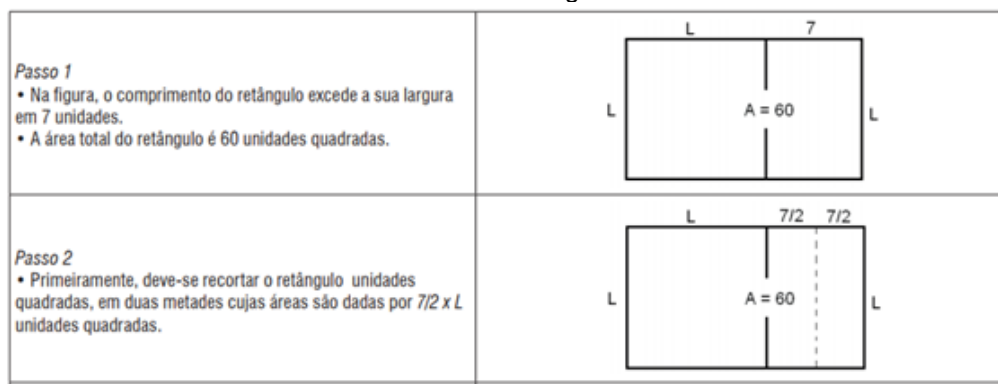 Passo 1
• Na figura, o comprimento do retângulo excede a sua largura
em 7 unidades.
• A área total do retângulo é 60 unidades quadradas.
L 7
L A = 60 L
Passo 2
• Primeiramente, deve-se recortar o retângulo unidades
quadradas, em duas metades cujas áreas são dadas por 7/2 x L
unidades quadradas.
L 7/2 7/2
L A = 60 L